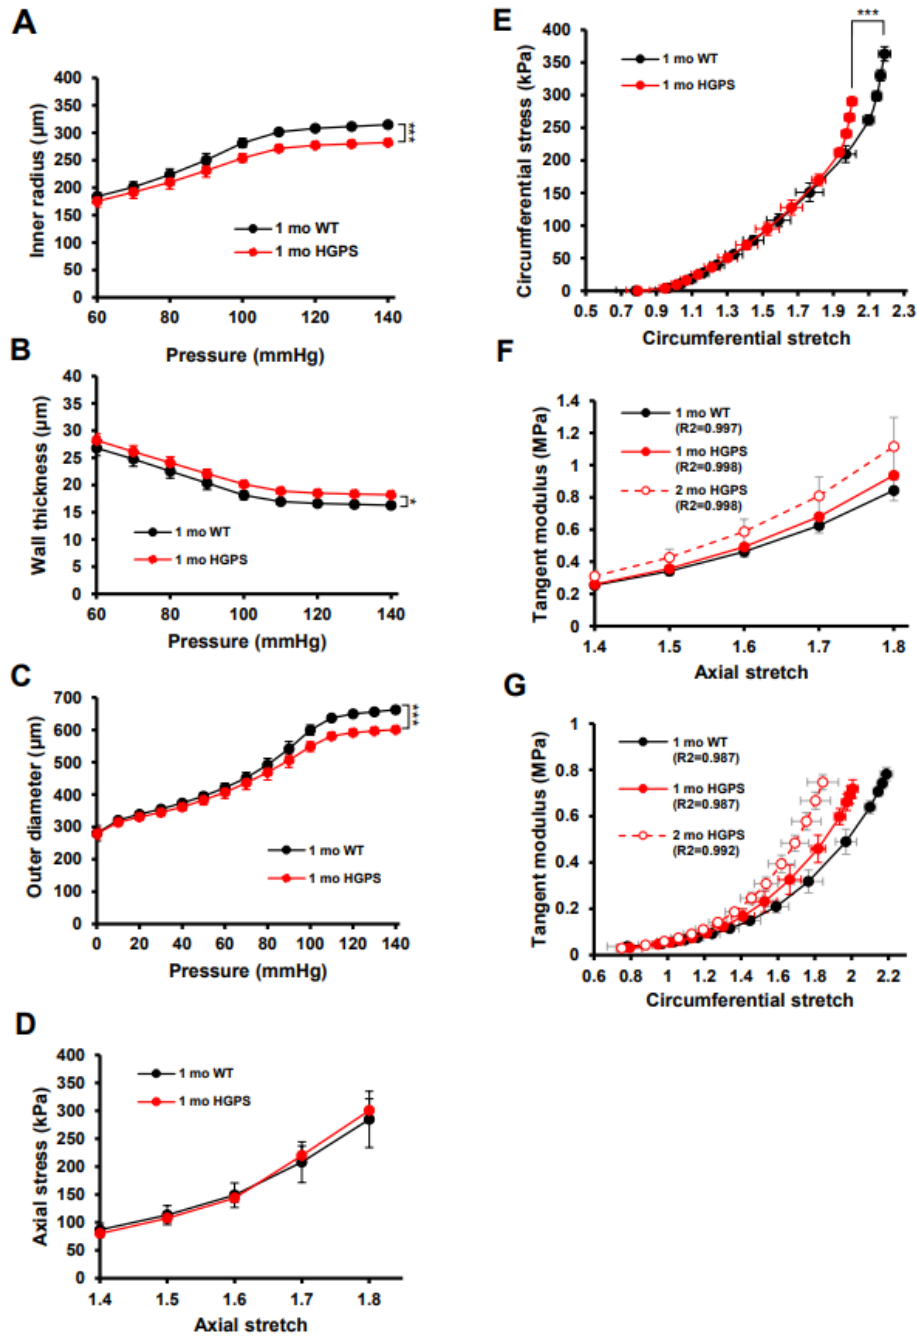 A
Inner radius (µm)
400
350
300
250
200
150
100
50
0
***
1 mo WT
1 mo HGPS
60
80
100
120
140
Pressure (mmHg)
B
Wall thickness (µm)
40
35
30
25
20
15
10
5
0
*
1 mo WT
1 mo HGPS
60
80
100
120
140
Pressure (mmHg)
C
Outer diameter (µm)
700
600
500
400
300
200
100
0
***
1 mo WT
1 mo HGPS
0
20
40
60
80
100
120
140
Pressure (mmHg)
D
Axial stress (kPa)
400
350
300
250
200
150
100
50
0
1 mo WT
1 mo HGPS
1.4
1.5
1.6
1.7
1.8
Axial stretch
E
Circumferential stress (kPa)
400
350
300
250
200
150
100
50
0
***
1 mo WT
1 mo HGPS
0.5
0.7
0.9
1.1
1.3
1.5
1.7
1.9
2.1
2.3
Circumferential stretch
F
Tangent modulus (MPa)
1.4
1.2
1
0.8
0.6
0.4
0.2
0
1 mo WT
(R2=0.997)
1 mo HGPS
(R2=0.998)
2 mo HGPS
(R2=0.998)
1.4
1.5
1.6
1.7
1.8
Axial stretch
G
Tangent modulus (MPa)
1
0.8
0.6
0.4
0.2
0
1 mo WT
(R2=0.987)
1 mo HGPS
(R2=0.987)
2 mo HGPS
(R2=0.992)
0.6
0.8
1
1.2
1.4
1.6
1.8
2
2.2
Circumferential stretch